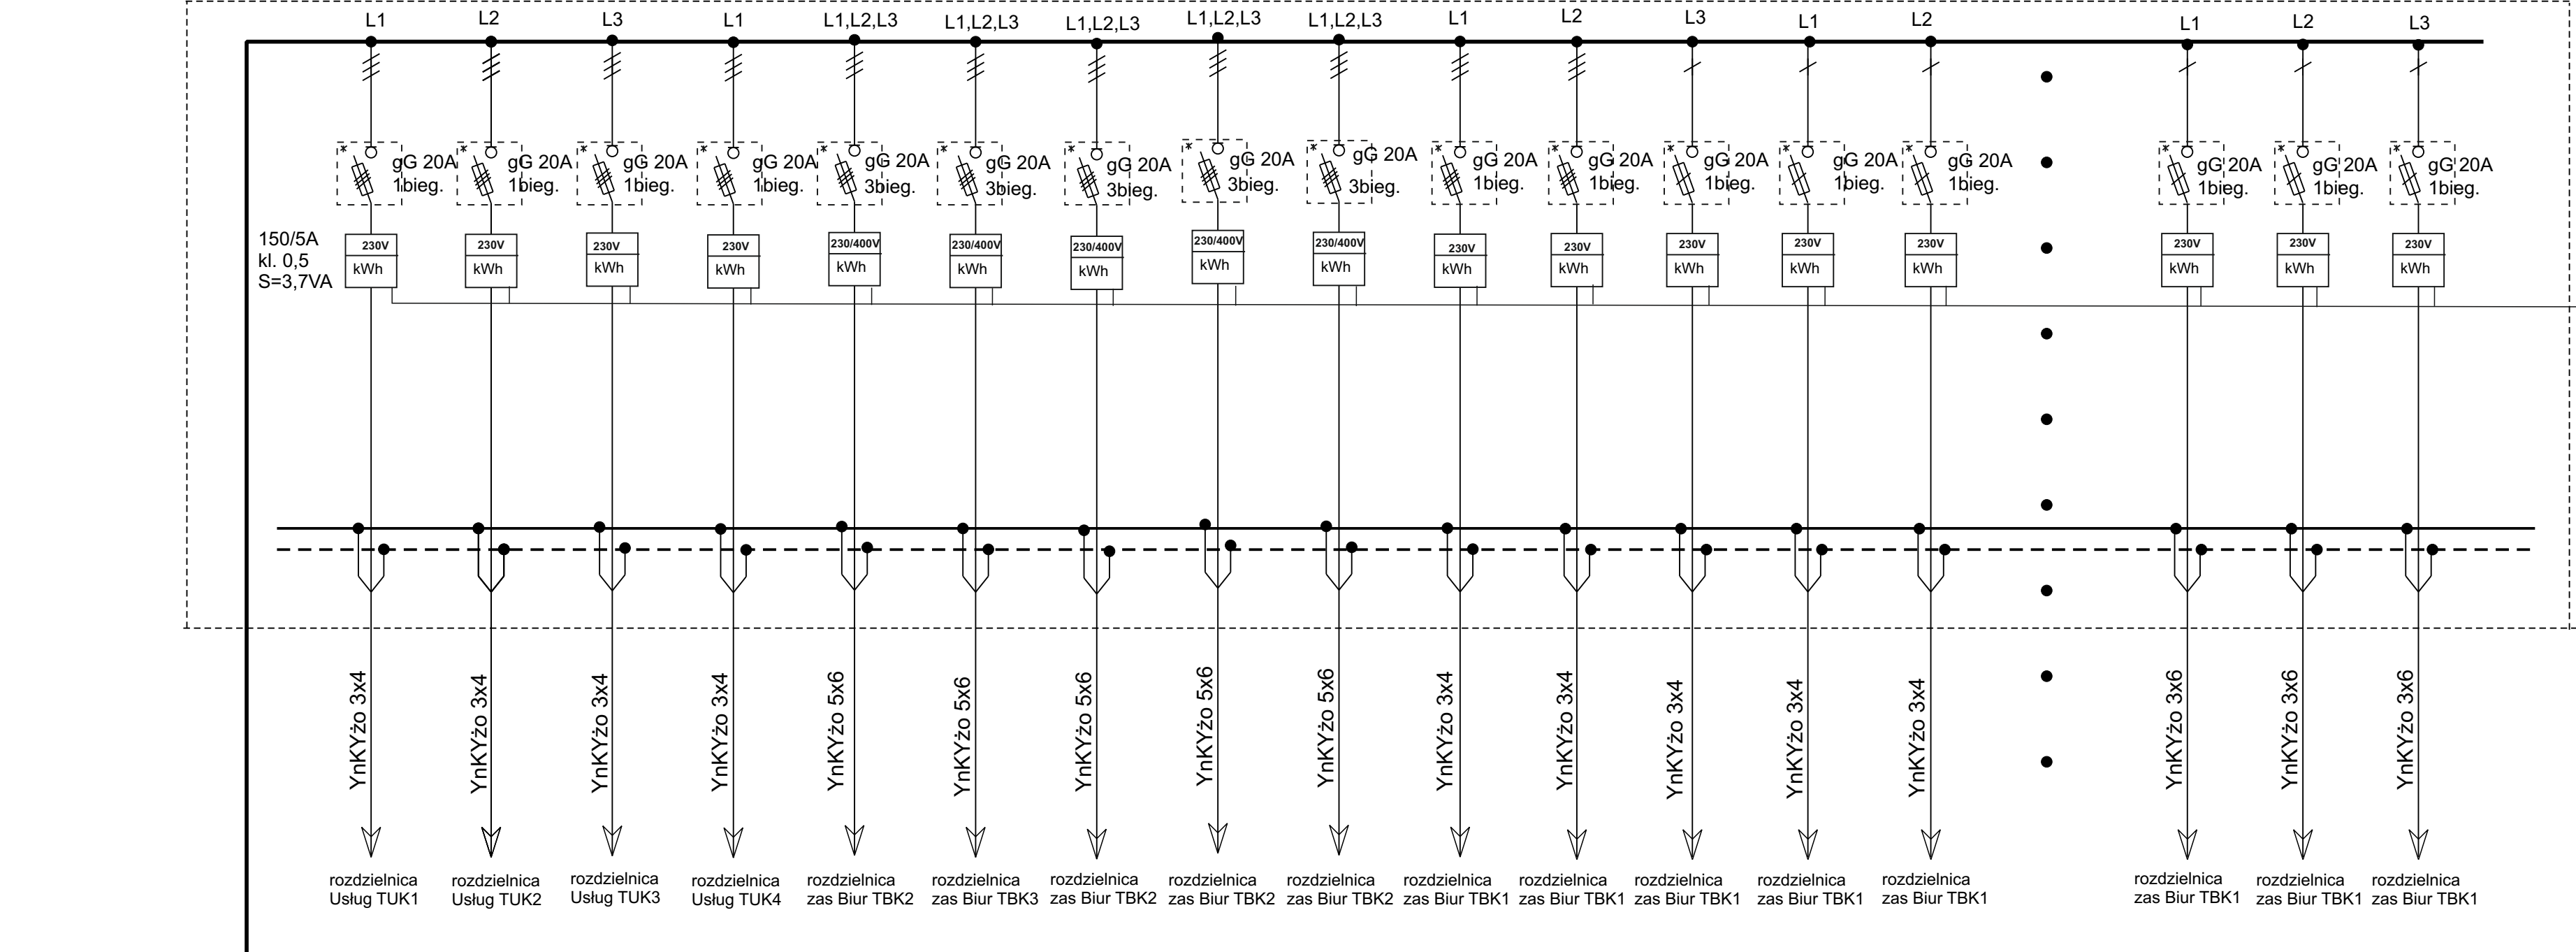 L1 L2 L3 L1 L1,L2,L3 L1,L2,L3 L1,L2,L3 L1,L2,L3 L1,L2,L3 L1 L2 L3 L1 L2 L1 L2 L3
* gG 20A * gG 20A * gG 20A * gG 20A * gG 20A * gG 20A * gG 20A * gG 20A * gG 20A * gG 20A * gG 20A * gG 20A * gG 20A * gG 20A * gG 20A * gG 20A * gG 20A
1bieg. 1bieg. 1bieg. 1bieg. 3bieg. 3bieg. 3bieg. 3bieg. 3bieg. 1bieg. 1bieg. 1bieg. 1bieg. 1bieg. 1bieg. 1bieg. 1bieg.
150/5A
kl. 0,5
S=3,7VA
230V 230V 230V 230V 230/400V 230/400V 230/400V 230/400V 230/400V 230V 230V 230V 230V 230V 230V 230V 230V
kWh kWh kWh kWh kWh kWh kWh kWh kWh kWh kWh kWh kWh kWh kWh kWh kWh
YnKYżo 3x4
YnKYżo 3x4
YnKYżo 3x4
YnKYżo 3x4
YnKYżo 5x6
YnKYżo 5x6
YnKYżo 5x6
YnKYżo 5x6
YnKYżo 5x6
YnKYżo 3x4
YnKYżo 3x4
YnKYżo 3x4
YnKYżo 3x4
YnKYżo 3x4
YnKYżo 3x6
YnKYżo 3x6
YnKYżo 3x6
rozdzielnica
Usług TUK1
rozdzielnica
Usług TUK2
rozdzielnica
Usług TUK3
rozdzielnica
Usług TUK4
rozdzielnica
zas Biur TBK2
rozdzielnica
zas Biur TBK3
rozdzielnica
zas Biur TBK2
rozdzielnica
zas Biur TBK2
rozdzielnica
zas Biur TBK2
rozdzielnica
zas Biur TBK1
rozdzielnica
zas Biur TBK1
rozdzielnica
zas Biur TBK1
rozdzielnica
zas Biur TBK1
rozdzielnica
zas Biur TBK1
rozdzielnica
zas Biur TBK1
rozdzielnica
zas Biur TBK1
rozdzielnica
zas Biur TBK1